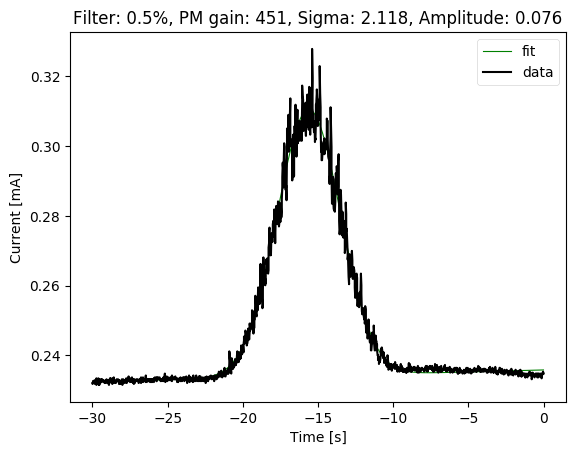 Filter: 0.5%, PM gain: 451, Sigma: 2.118, Amplitude: 0.076
fit
data
0.32
0.30
0.28
0.26
0.24
Current [mA]
−30
−25
−20
−15
−10
−5
0
Time [s]